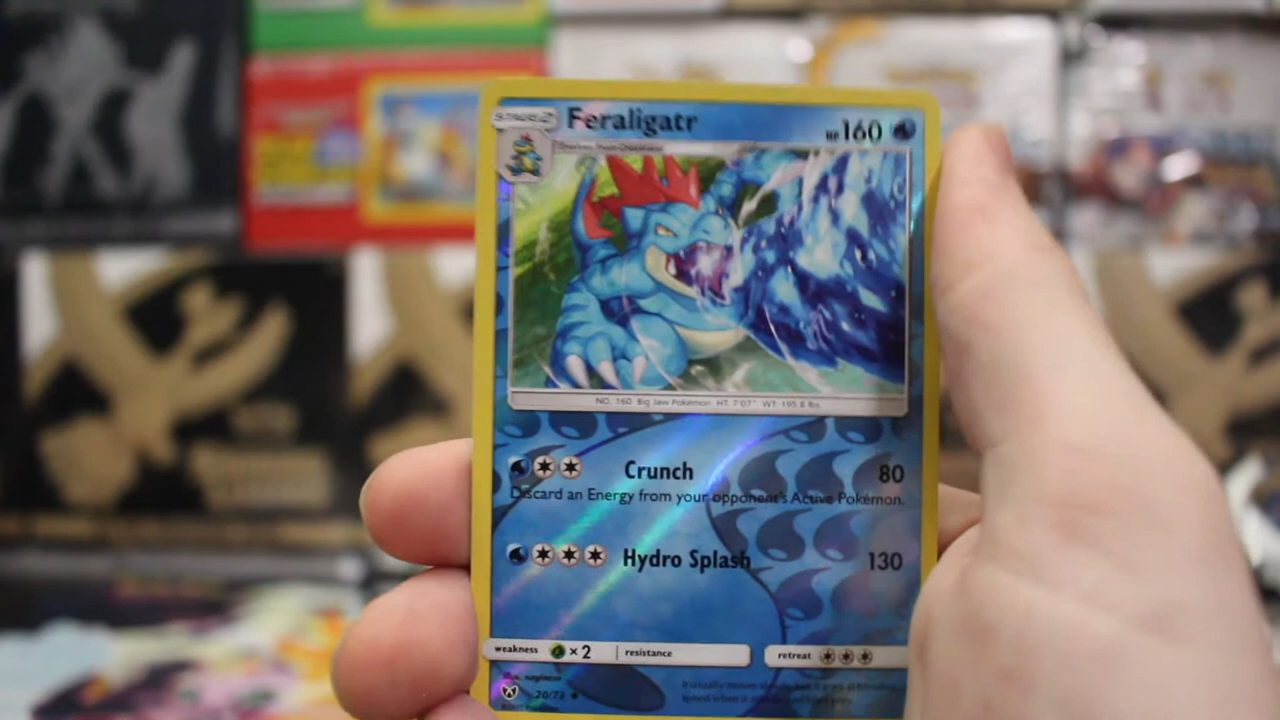 STAGE 2
Feraligatr
HP 160
Evolves from Croconaw
NO. 160 Big Jaw Pokémon HT: 7'07" WT: 195.8 lbs
Crunch 80
Discard an Energy from your opponent's Active Pokémon.
Hydro Splash 130
weakness ×2 resistance
retreat
Illus. nagimiso
20/73